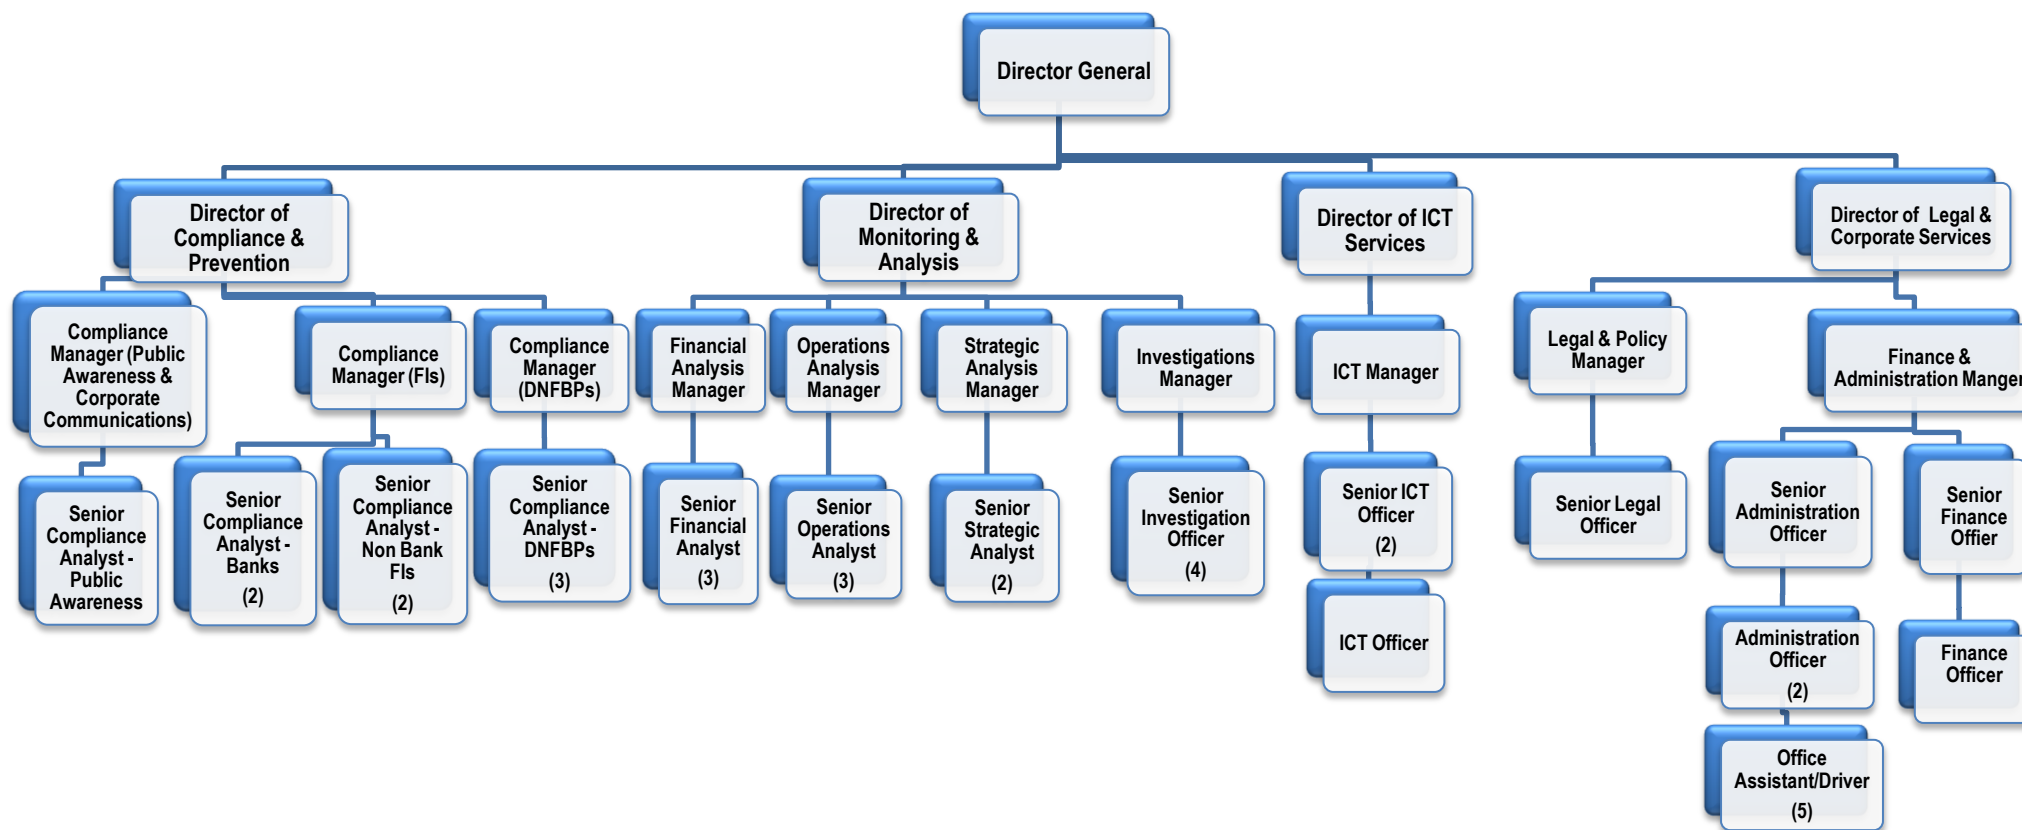 Director General
Director of
Compliance &
Prevention
Director of
Monitoring &
Analysis
Director of ICT
Services
Director of Legal &
Corporate Services
Compliance
Manager (Public
Awareness &
Corporate
Communications)
Compliance
Manager (FIs)
Compliance
Manager
(DNFBPs)
Financial
Analysis
Manager
Operations
Analysis
Manager
Strategic
Analysis
Manager
Investigations
Manager
ICT Manager
Legal & Policy
Manager
Finance &
Administration Manger
Senior
Compliance
Analyst -
Public
Awareness
Senior
Compliance
Analyst -
Banks
(2)
Senior
Compliance
Analyst -
Non Bank
FIs
(2)
Senior
Compliance
Analyst -
DNFBPs
(3)
Senior
Financial
Analyst
(3)
Senior
Operations
Analyst
(3)
Senior
Strategic
Analyst
(2)
Senior
Investigation
Officer
(4)
Senior ICT
Officer
(2)
Senior Legal
Officer
Senior
Administration
Officer
Senior
Finance
Offier
ICT Officer
Administration
Officer
(2)
Finance
Officer
Office
Assistant/Driver
(5)